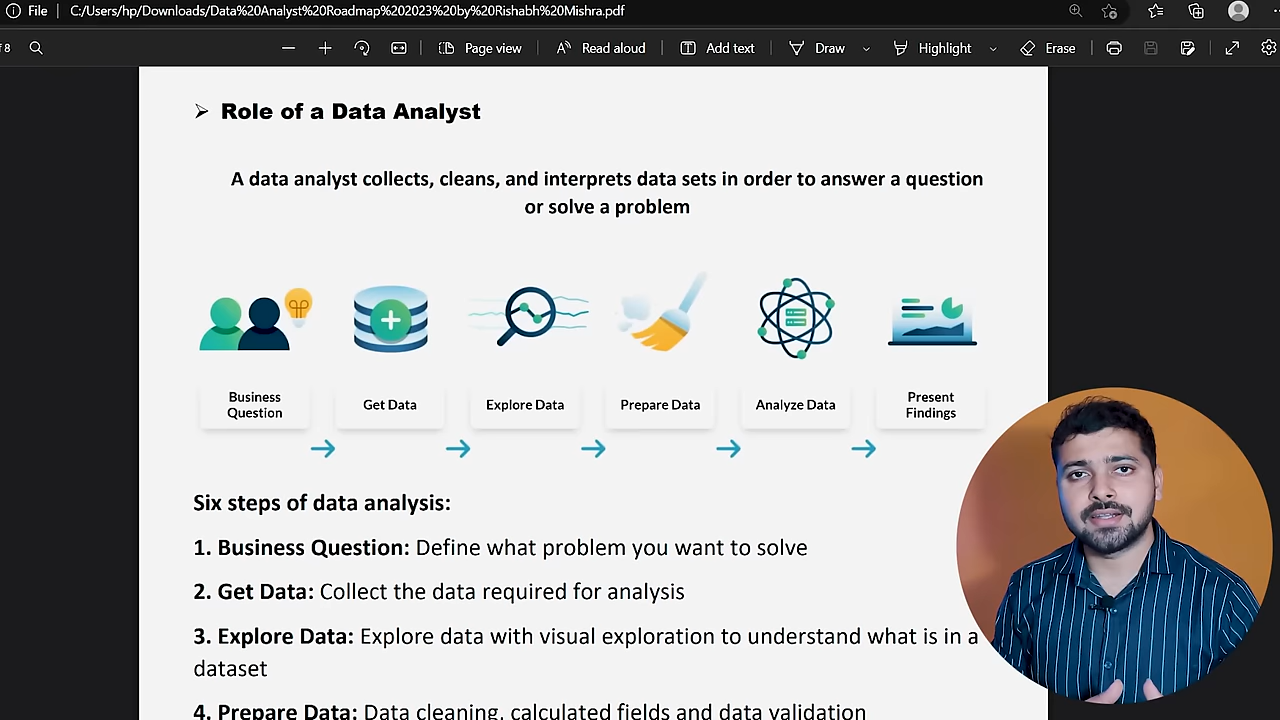 File C:/Users/hp/Downloads/Data%20Analyst%20Roadmap%202023%20by%20Rishabh%20Mishra.pdf
8 Page view Read aloud Add text Draw Highlight Erase
Role of a Data Analyst
A data analyst collects, cleans, and interprets data sets in order to answer a question
or solve a problem
Business
Question
Get Data
Explore Data
Prepare Data
Analyze Data
Present
Findings
Six steps of data analysis:
1. Business Question: Define what problem you want to solve
2. Get Data: Collect the data required for analysis
3. Explore Data: Explore data with visual exploration to understand what is in a
dataset
4. Prepare Data: Data cleaning, calculated fields and data validation